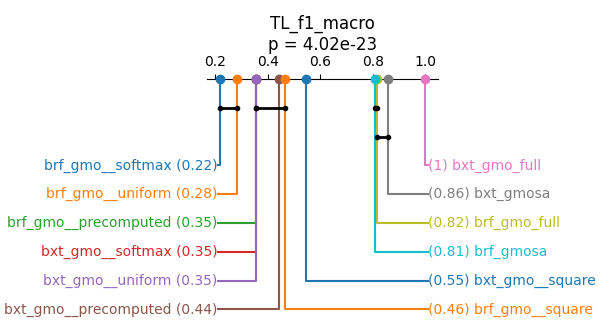 TL_f1_macro
p = 4.02e-23
0.2 0.4 0.6 0.8 1.0
brf_gmo__softmax (0.22)
(1) bxt_gmo_full
brf_gmo__uniform (0.28)
(0.86) bxt_gmosa
brf_gmo__precomputed (0.35)
(0.82) brf_gmo_full
bxt_gmo__softmax (0.35)
(0.81) brf_gmosa
bxt_gmo__uniform (0.35)
(0.55) bxt_gmo__square
bxt_gmo__precomputed (0.44)
(0.46) brf_gmo__square